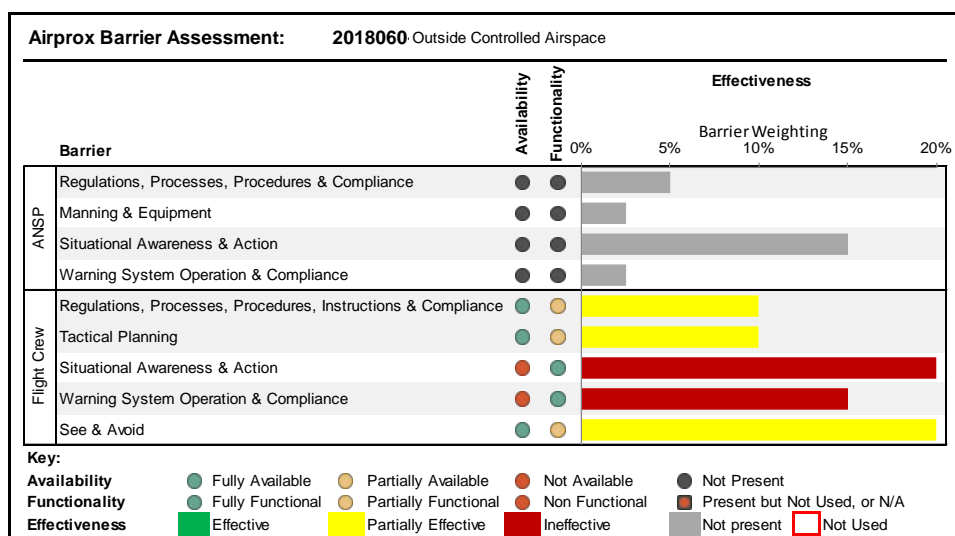 Airprox Barrier Assessment: 2018060 Outside Controlled Airspace
Availability
Functionality
Effectiveness
Barrier Weighting
Barrier
0% 5% 10% 15% 20%
ANSP
Regulations, Processes, Procedures & Compliance
Manning & Equipment
Situational Awareness & Action
Warning System Operation & Compliance
Flight Crew
Regulations, Processes, Procedures, Instructions & Compliance
Tactical Planning
Situational Awareness & Action
Warning System Operation & Compliance
See & Avoid
Key:
Availability Fully Available Partially Available Not Available Not Present
Functionality Fully Functional Partially Functional Non Functional Present but Not Used, or N/A
Effectiveness Effective Partially Effective Ineffective Not present Not Used